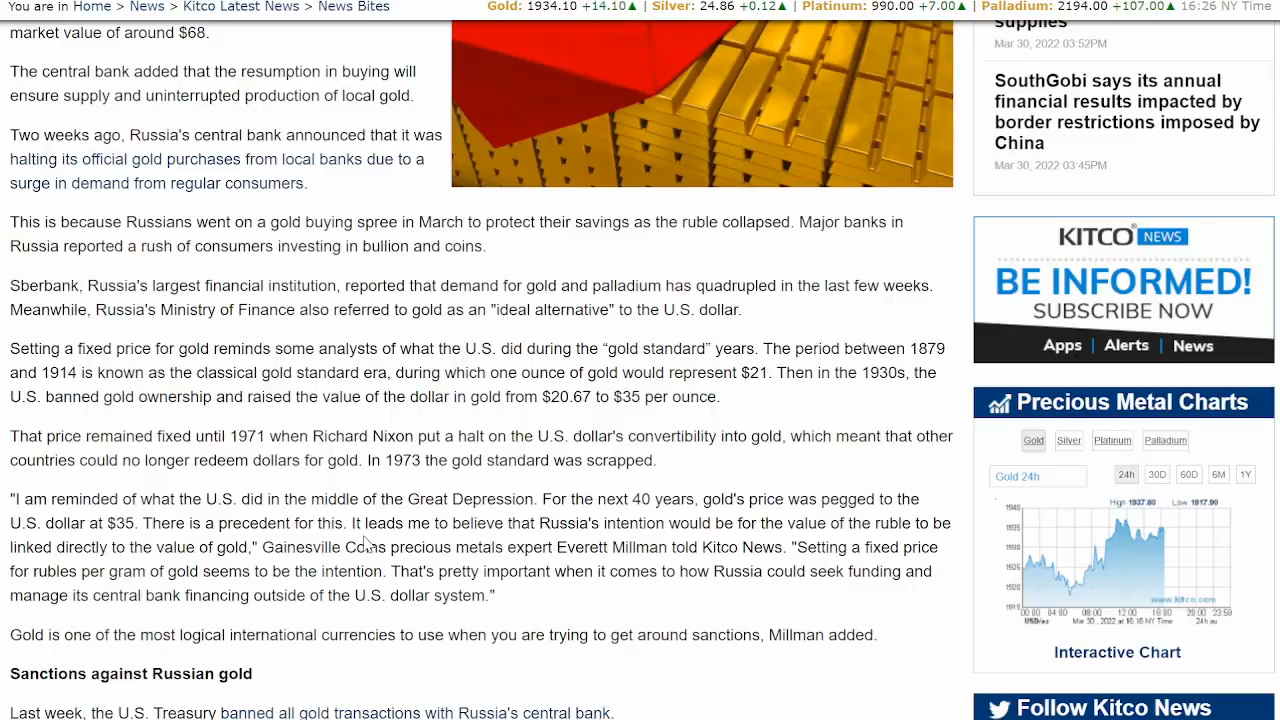 You are in Home > News > Kitco Latest News > News Bites
Gold: 1934.10 +14.10▲ | Silver: 24.86 +0.12▲ | Platinum: 990.00 +7.00▲ | Palladium: 2194.00 +107.00▲ 16:26 NY Time
market value of around $68.
The central bank added that the resumption in buying will
ensure supply and uninterrupted production of local gold.
Two weeks ago, Russia's central bank announced that it was
halting its official gold purchases from local banks due to a
surge in demand from regular consumers.
This is because Russians went on a gold buying spree in March to protect their savings as the ruble collapsed. Major banks in
Russia reported a rush of consumers investing in bullion and coins.
Sberbank, Russia's largest financial institution, reported that demand for gold and palladium has quadrupled in the last few weeks.
Meanwhile, Russia's Ministry of Finance also referred to gold as an "ideal alternative" to the U.S. dollar.
Setting a fixed price for gold reminds some analysts of what the U.S. did during the “gold standard” years. The period between 1879
and 1914 is known as the classical gold standard era, during which one ounce of gold would represent $21. Then in the 1930s, the
U.S. banned gold ownership and raised the value of the dollar in gold from $20.67 to $35 per ounce.
That price remained fixed until 1971 when Richard Nixon put a halt on the U.S. dollar's convertibility into gold, which meant that other
countries could no longer redeem dollars for gold. In 1973 the gold standard was scrapped.
"I am reminded of what the U.S. did in the middle of the Great Depression. For the next 40 years, gold's price was pegged to the
U.S. dollar at $35. There is a precedent for this. It leads me to believe that Russia's intention would be for the value of the ruble to be
linked directly to the value of gold," Gainesville Coins precious metals expert Everett Millman told Kitco News. "Setting a fixed price
for rubles per gram of gold seems to be the intention. That's pretty important when it comes to how Russia could seek funding and
manage its central bank financing outside of the U.S. dollar system."
Gold is one of the most logical international currencies to use when you are trying to get around sanctions, Millman added.
Sanctions against Russian gold
Last week, the U.S. Treasury banned all gold transactions with Russia's central bank.
supplies
Mar 30, 2022 03:52PM
SouthGobi says its annual
financial results impacted by
border restrictions imposed by
China
Mar 30, 2022 03:45PM
KITCO® NEWS
BE INFORMED!
SUBSCRIBE NOW
Apps | Alerts | News
Precious Metal Charts
Gold Silver Platinum Palladium
Gold 24h 24h 30D 60D 6M 1Y
High 1937.60 Low 1917.90
1940
1935
1930
1925
1920
1915
www.kitco.com
00:00 04:00 08:00 12:00 16:00 20:00 23:59
USD/oz Mar 30, 2022 at 16:16 NY Time 24h au
Interactive Chart
Follow Kitco News